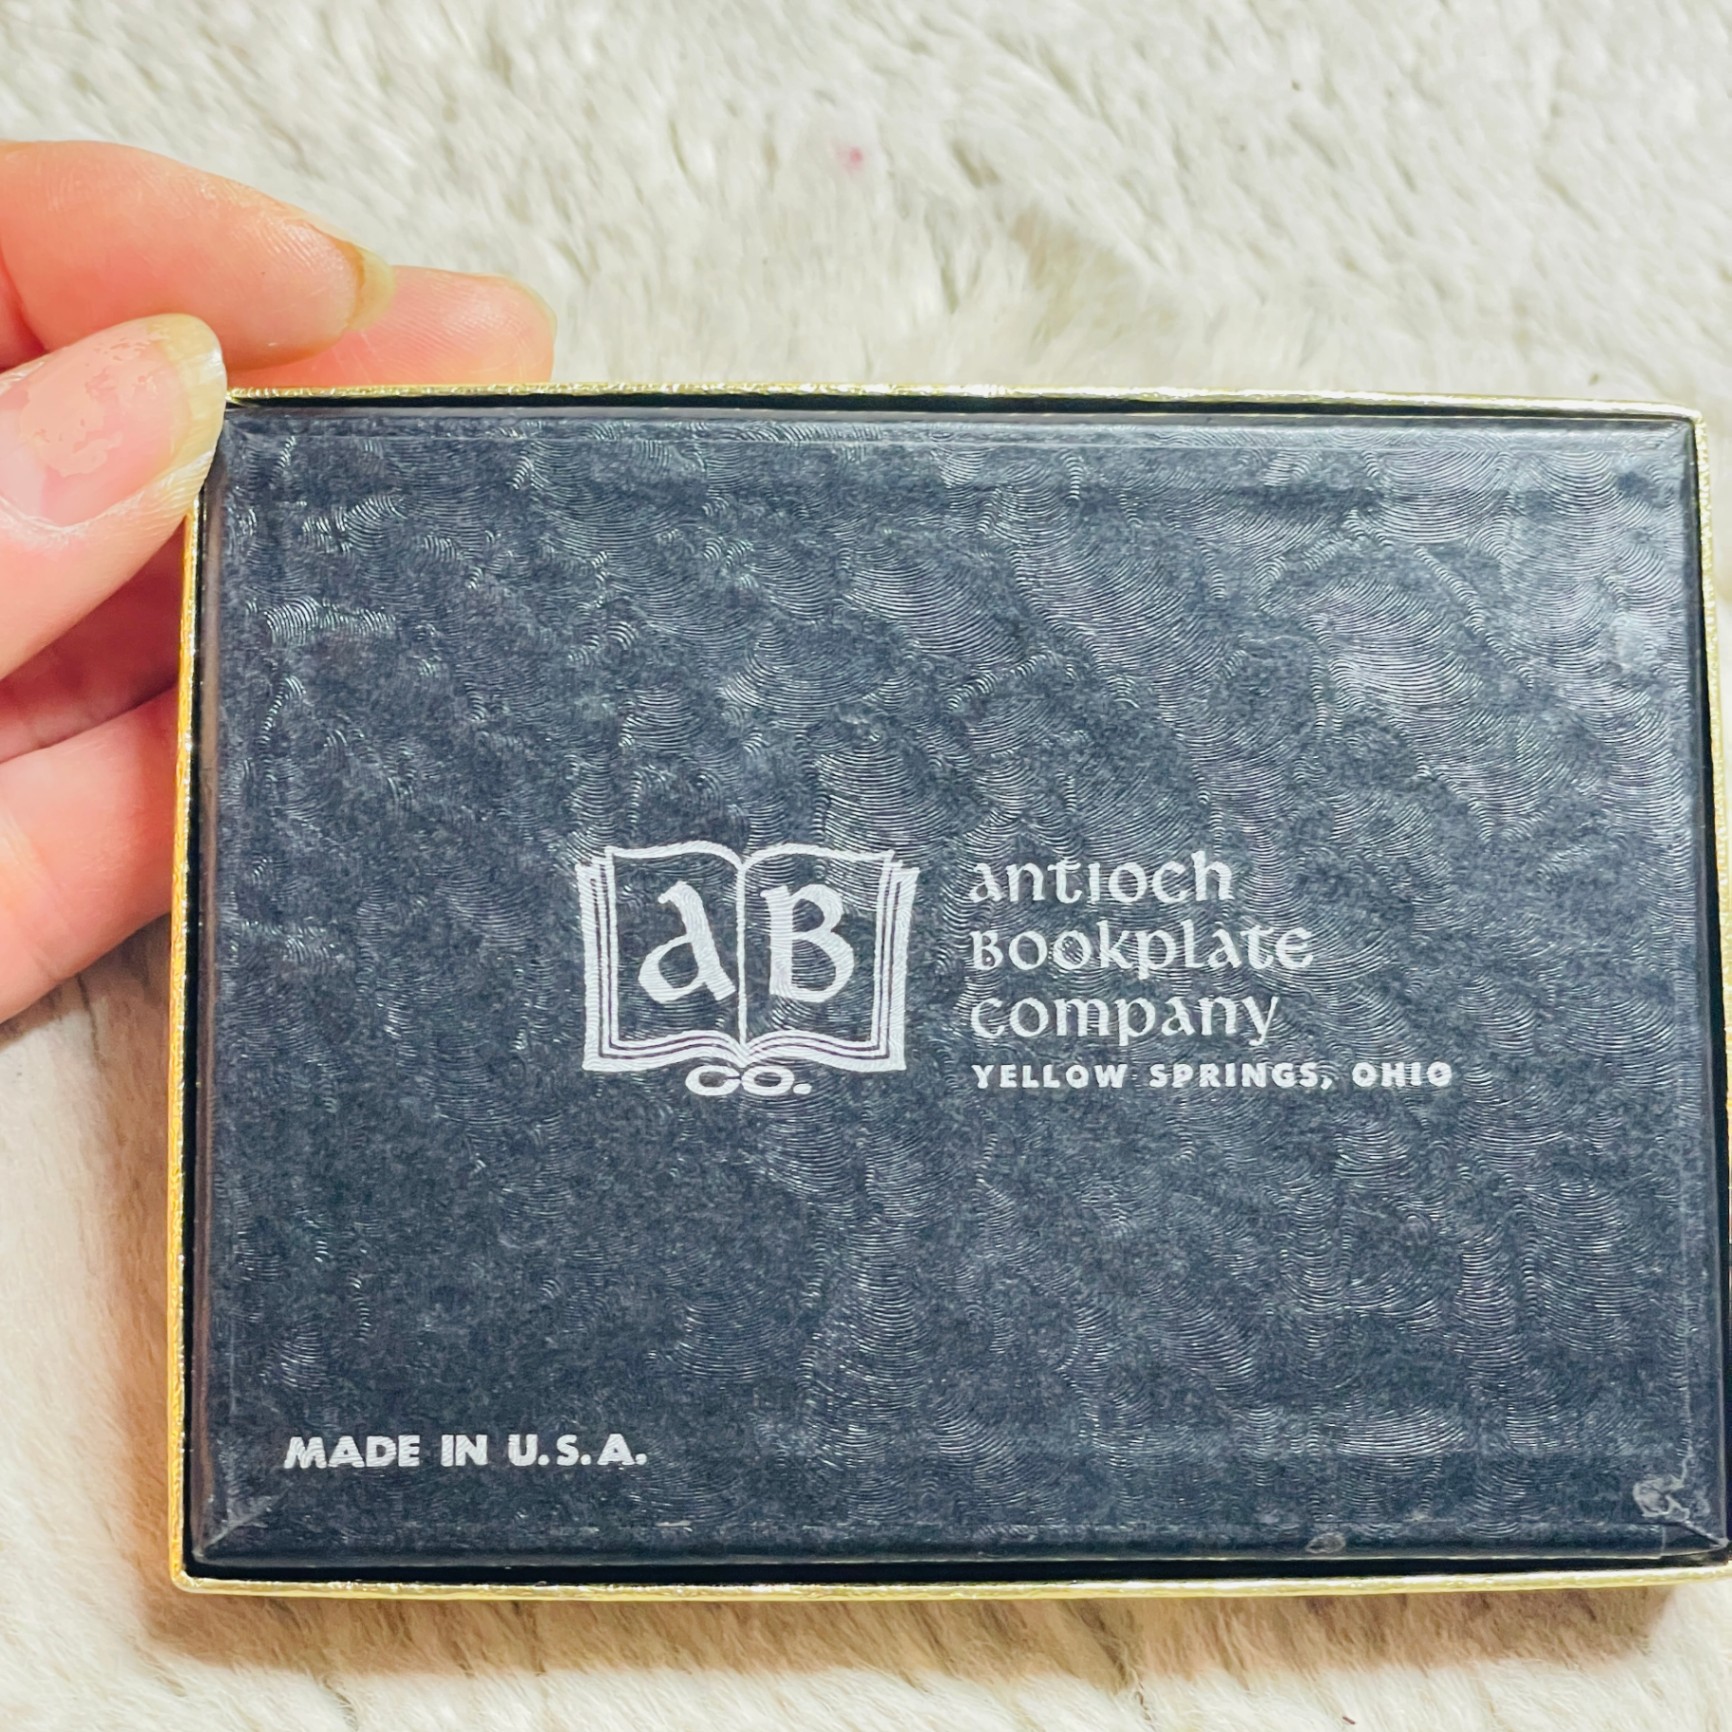 aB
co.
antioch
Bookplate
company
YELLOW SPRINGS, OHIO
MADE IN U.S.A.